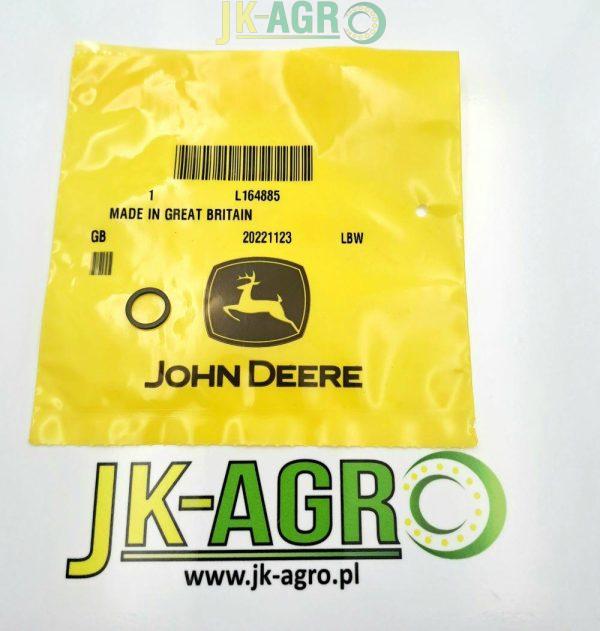 JK-AGRO
1 L164885
MADE IN GREAT BRITAIN
GB 20221123 LBW
JOHN DEERE
JK-AGRO
www.jk-agro.pl